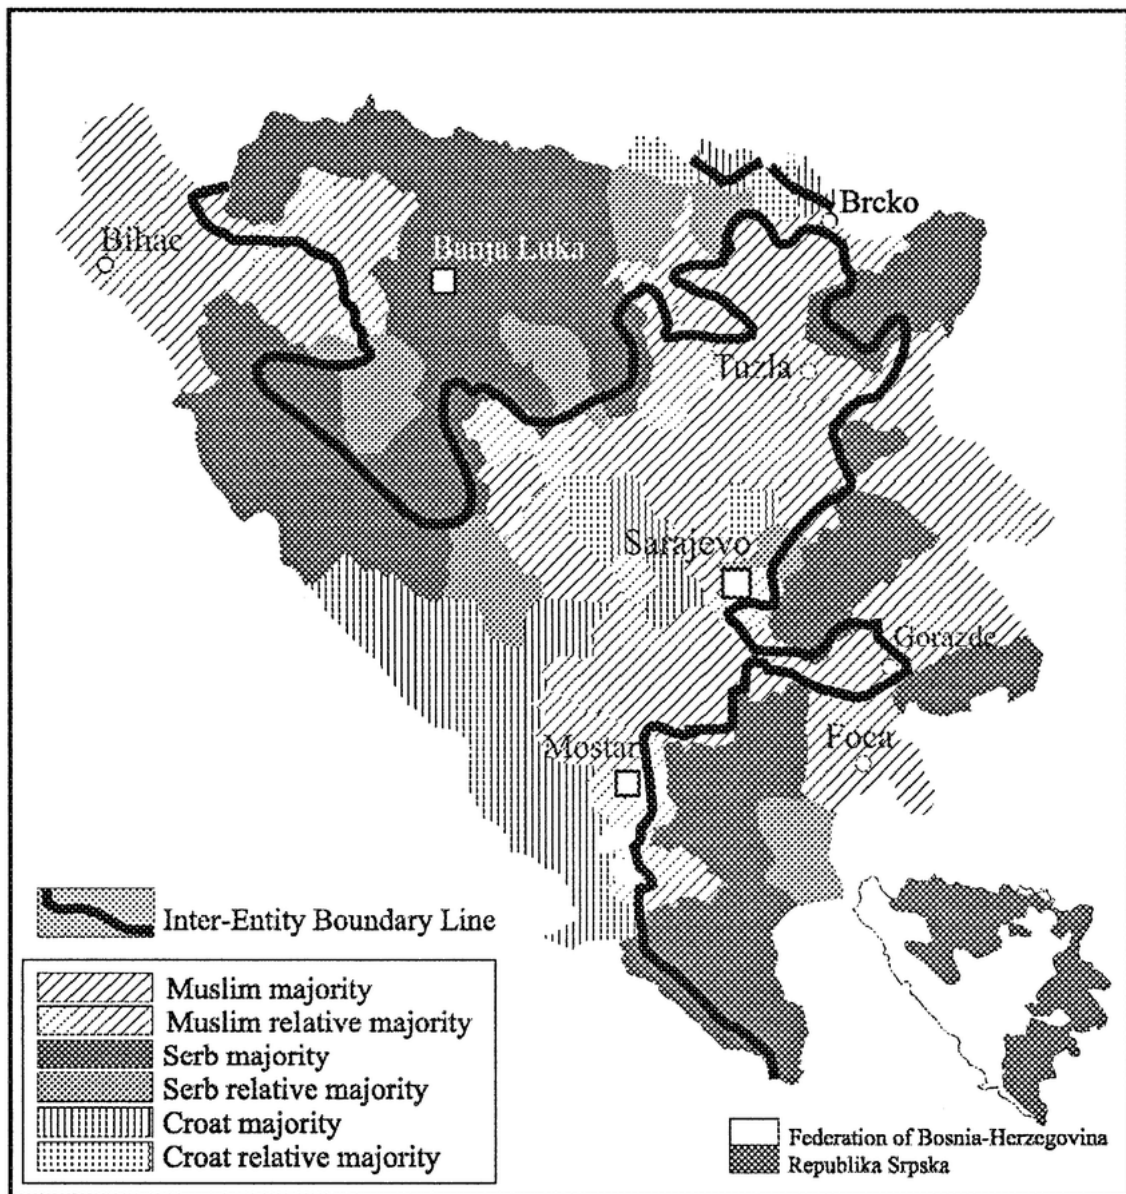 Brcko
Bihac
Banja Luka
Tuzla
Sarajevo
Gorazde
Mostar
Foca
Inter-Entity Boundary Line
Muslim majority
Muslim relative majority
Serb majority
Serb relative majority
Croat majority
Croat relative majority
Federation of Bosnia-Herzegovina
Republika Srpska